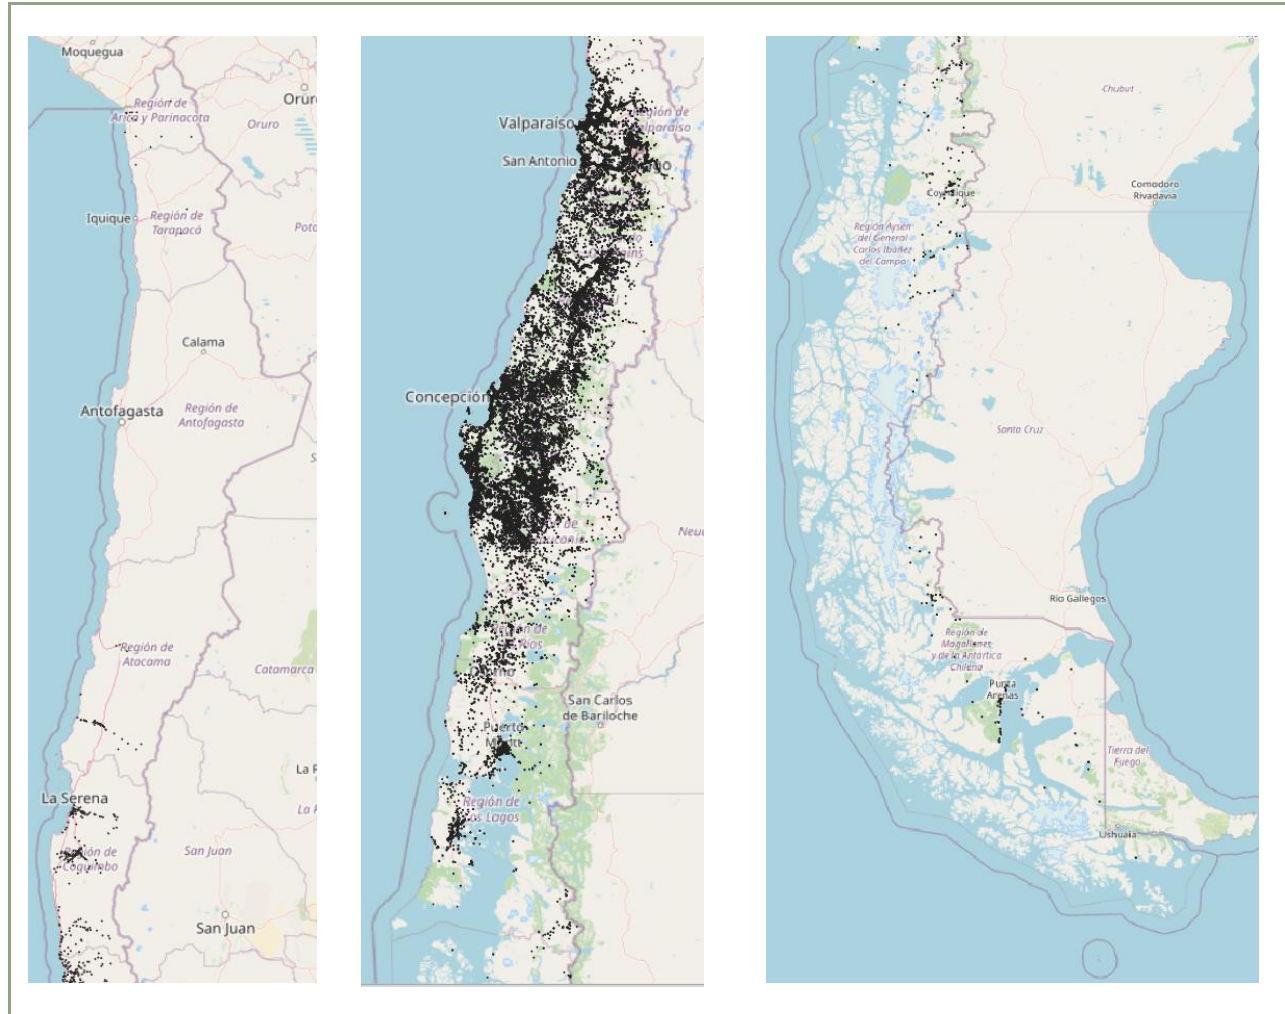 Moquegua
Región de
Arica y Parinacota
Oruro
Iquique
Región de
Tarapacá
Calama
Antofagasta
Región de
Antofagasta
Región de
Atacama
Catamarca
La Serena
Región de
Coquimbo
San Juan
San Juan
Valparaíso
Región de
San Antonio
Concepción
San Carlos
de Bariloche
Puerto
Región de
Los Lagos
Chubut
Comodoro
Rivadavia
Región Aysén
del General
Carlos Ibáñez
del Campo
Santa Cruz
Río Gallegos
Región de
Magallanes
y de la Antártica
Chilena
Punta
Arenas
Tierra del
Fuego
Ushuaia